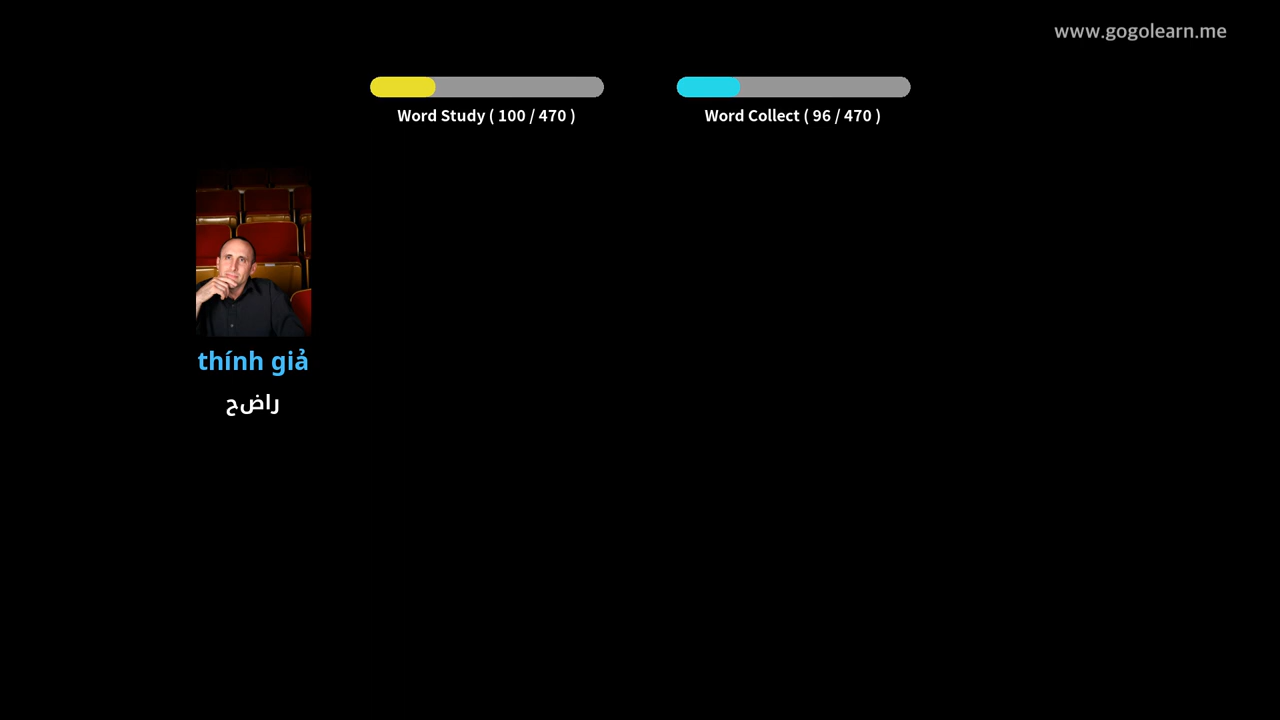 www.gogolearn.me
Word Study ( 100 / 470 )
Word Collect ( 96 / 470 )
thính giả
راضح